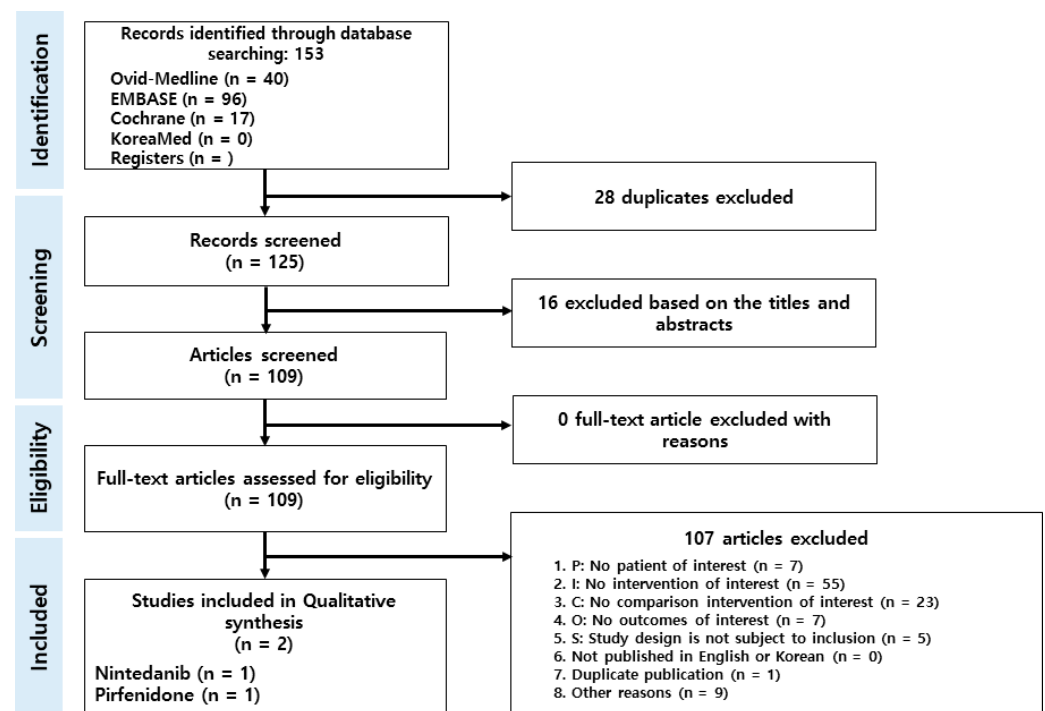 Identification
Records identified through database
searching: 153
Ovid-Medline (n = 40)
EMBASE (n = 96)
Cochrane (n = 17)
KoreaMed (n = 0)
Registers (n = )
28 duplicates excluded
Screening
Records screened
(n = 125)
16 excluded based on the titles and
abstracts
Articles screened
(n = 109)
0 full-text article excluded with
reasons
Eligibility
Full-text articles assessed for eligibility
(n = 109)
107 articles excluded
1. P: No patient of interest (n = 7)
2. I: No intervention of interest (n = 55)
3. C: No comparison intervention of interest (n = 23)
4. O: No outcomes of interest (n = 7)
5. S: Study design is not subject to inclusion (n = 5)
6. Not published in English or Korean (n = 0)
7. Duplicate publication (n = 1)
8. Other reasons (n = 9)
Included
Studies included in Qualitative
synthesis
(n = 2)
Nintedanib (n = 1)
Pirfenidone (n = 1)